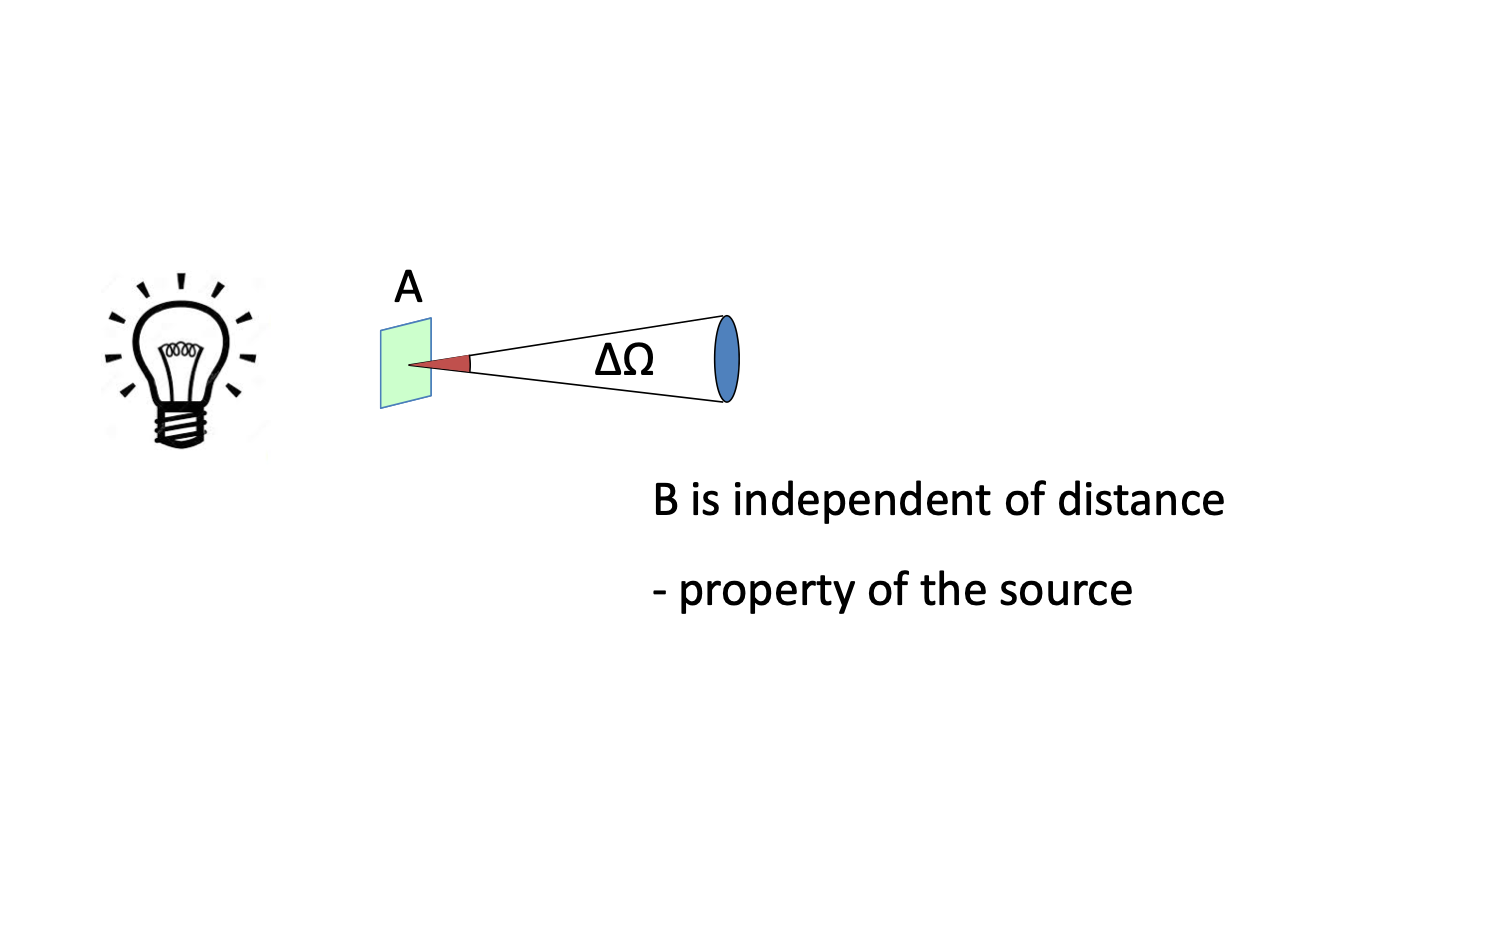 A
ΔΩ
B is independent of distance
- property of the source